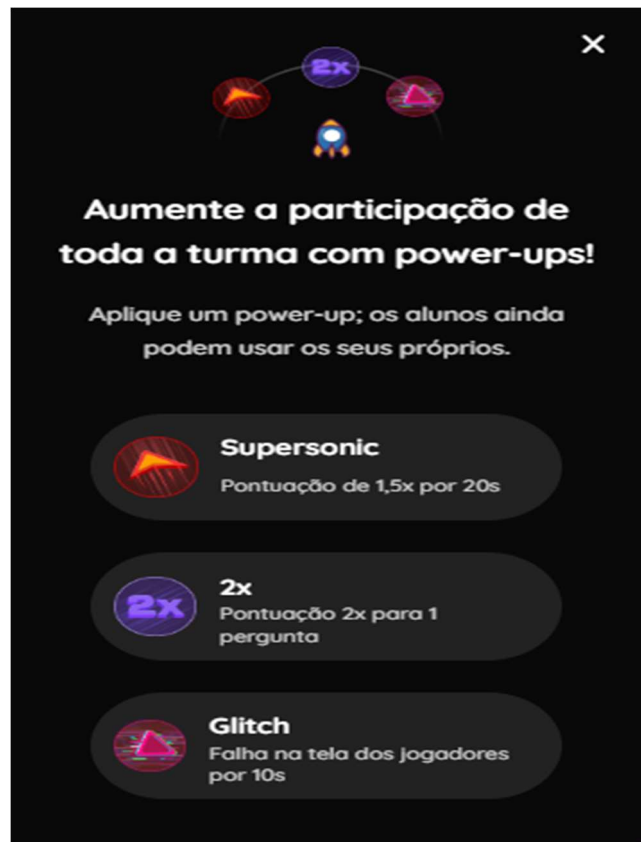 2x
Aumente a participação de
toda a turma com power-ups!
Aplique um power-up; os alunos ainda
podem usar os seus próprios.
Supersonic
Pontuação de 1,5x por 20s
2x
2x
Pontuação 2x para 1
pergunta
Glitch
Falha na tela dos jogadores
por 10s